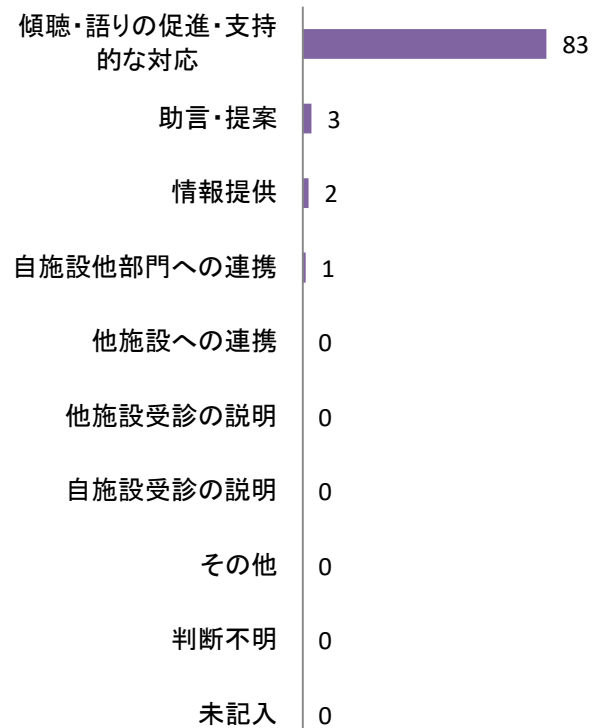 傾聴・語りの促進・支持
的な対応
83
助言・提案
3
情報提供
2
自施設他部門への連携
1
他施設への連携
0
他施設受診の説明
0
自施設受診の説明
0
その他
0
判断不明
0
未記入
0